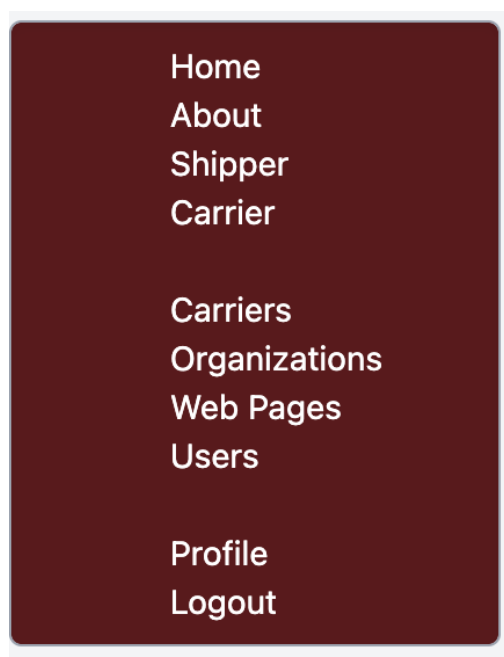 Home
About
Shipper
Carrier
Carriers
Organizations
Web Pages
Users
Profile
Logout